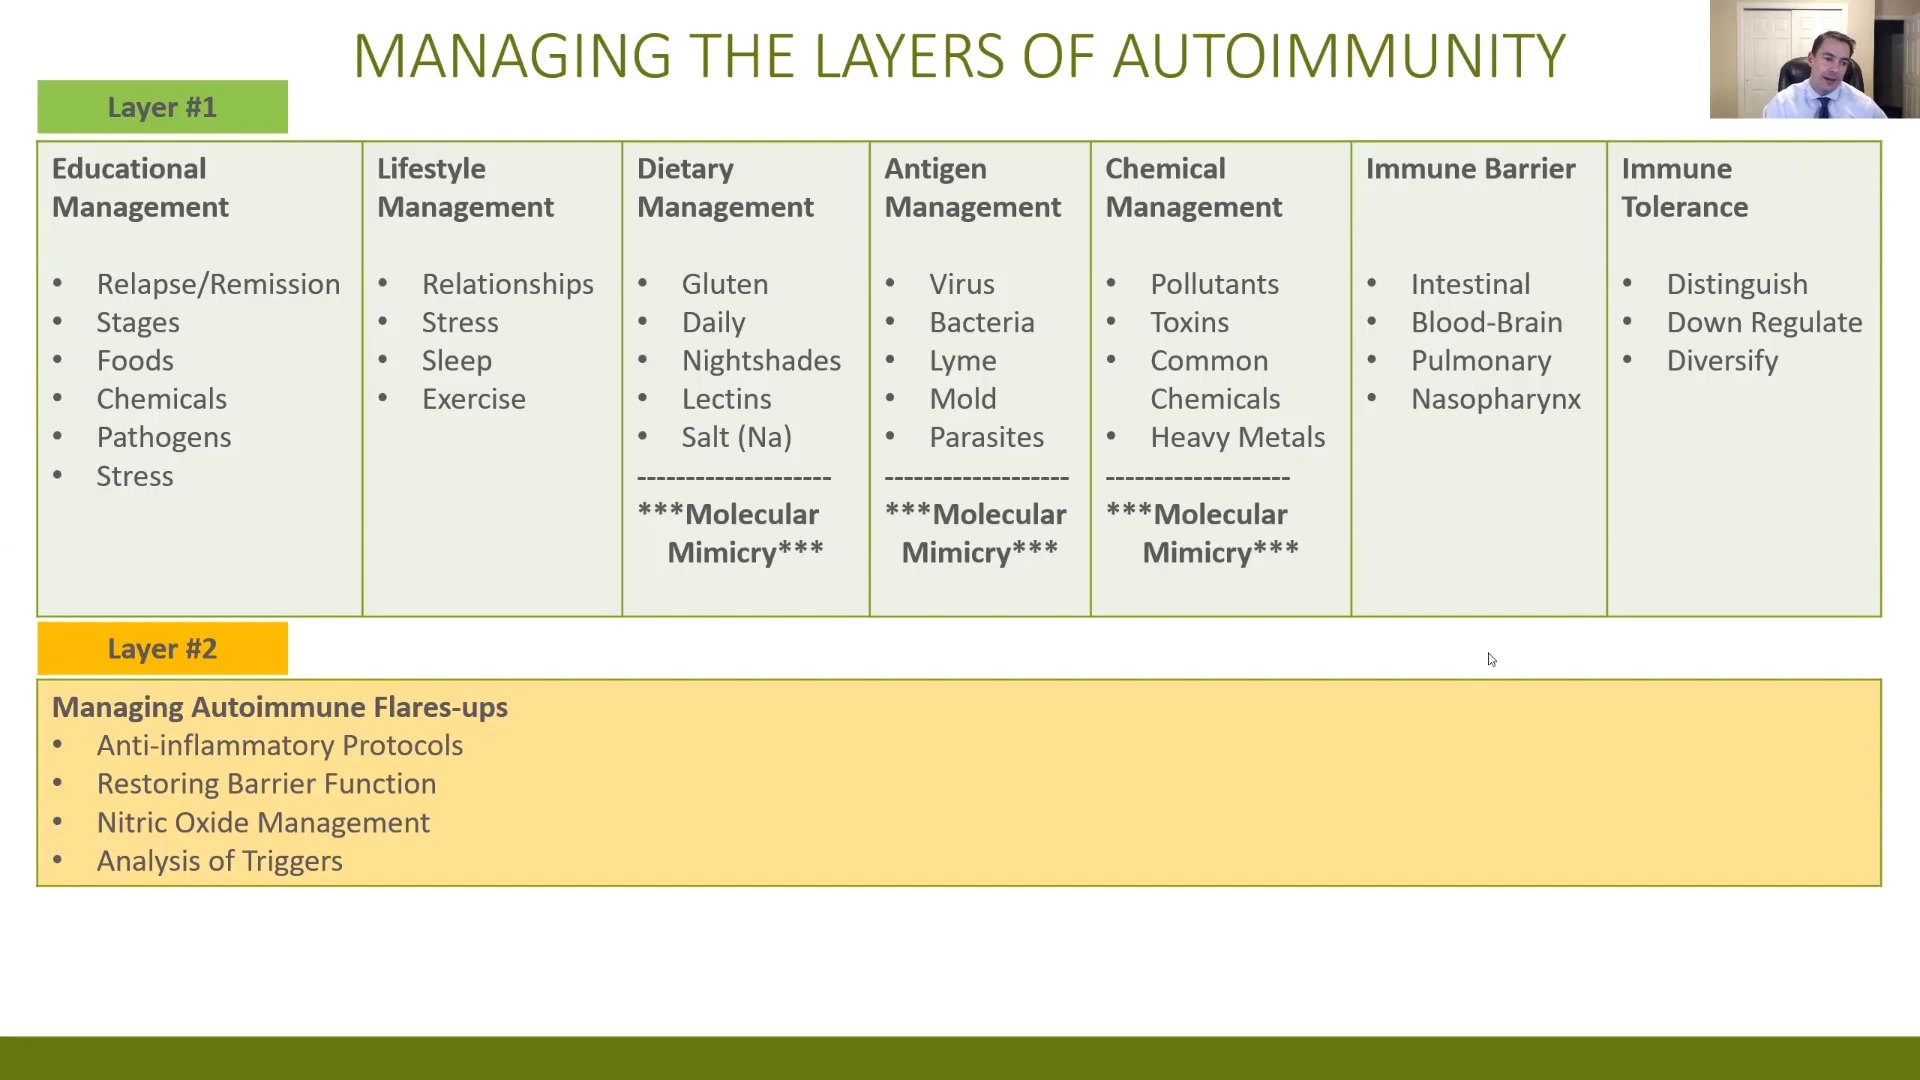 MANAGING THE LAYERS OF AUTOIMMUNITY
Layer #1
Educational
Management
• Relapse/Remission
• Stages
• Foods
• Chemicals
• Pathogens
• Stress
Lifestyle
Management
• Relationships
• Stress
• Sleep
• Exercise
Dietary
Management
• Gluten
• Daily
• Nightshades
• Lectins
• Salt (Na)
--------------------
***Molecular
Mimicry***
Antigen
Management
• Virus
• Bacteria
• Lyme
• Mold
• Parasites
-------------------
***Molecular
Mimicry***
Chemical
Management
• Pollutants
• Toxins
• Common
Chemicals
• Heavy Metals
-------------------
***Molecular
Mimicry***
Immune Barrier
• Intestinal
• Blood-Brain
• Pulmonary
• Nasopharynx
Immune
Tolerance
• Distinguish
• Down Regulate
• Diversify
Layer #2
Managing Autoimmune Flares-ups
• Anti-inflammatory Protocols
• Restoring Barrier Function
• Nitric Oxide Management
• Analysis of Triggers